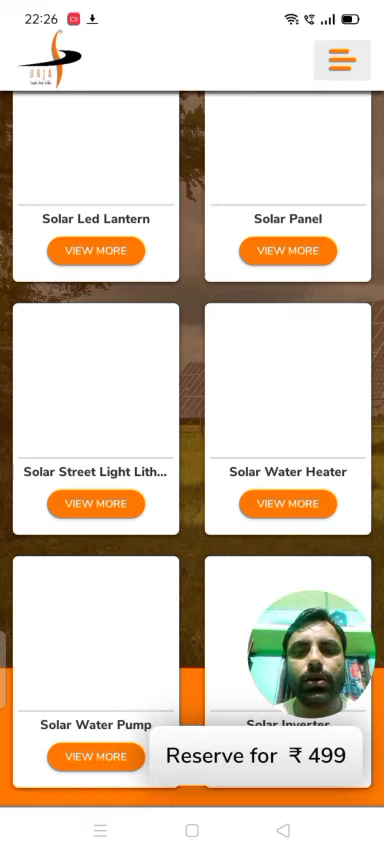 22:26
URJA
Solar Led Lantern
Solar Panel
VIEW MORE
VIEW MORE
Solar Street Light Lith...
Solar Water Heater
VIEW MORE
VIEW MORE
Solar Water Pump
Solar Inverter
VIEW MORE
Reserve for ₹ 499